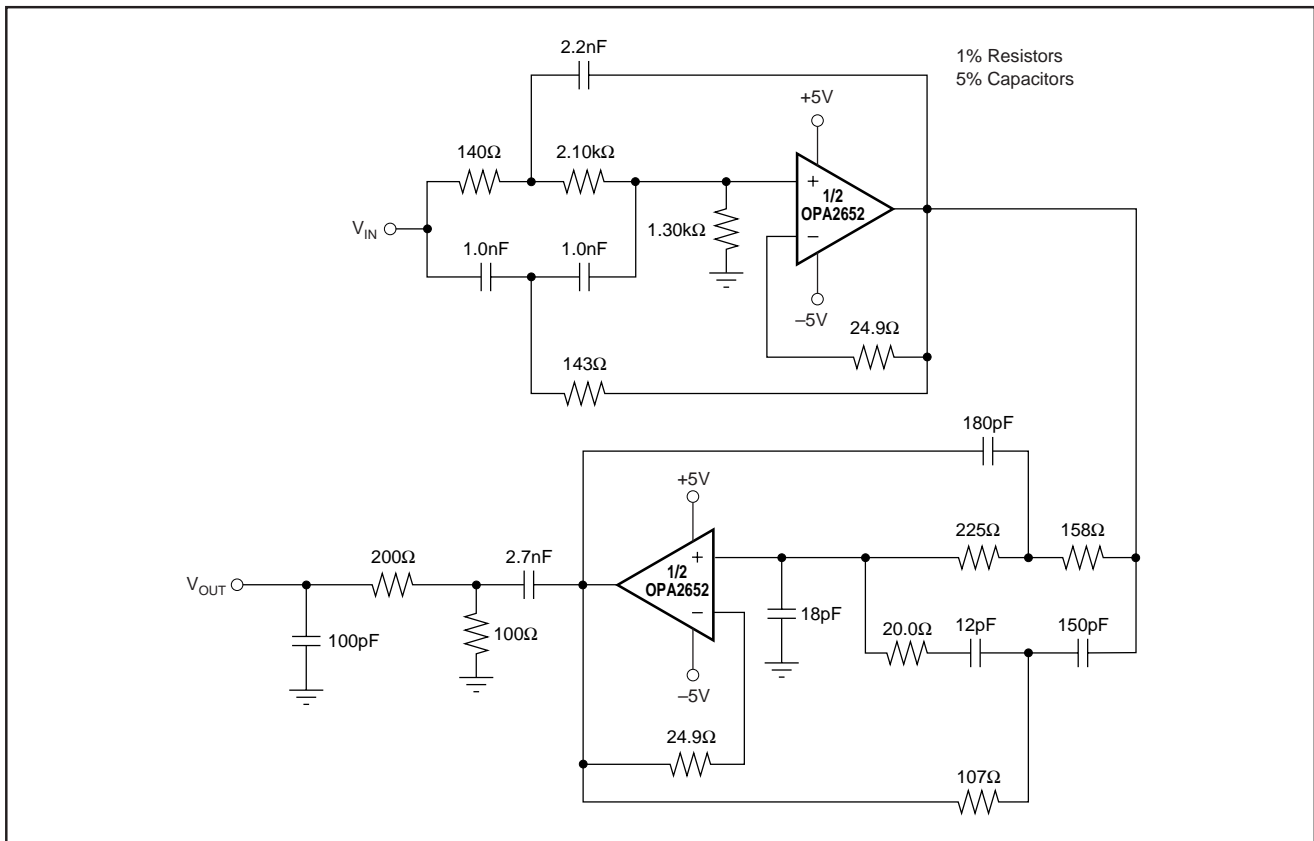 2.2nF
1% Resistors
5% Capacitors
+5V
140Ω
2.10kΩ
+
1/2
OPA2652
−
VIN
1.30kΩ
1.0nF
1.0nF
–5V
24.9Ω
143Ω
180pF
+5V
225Ω
158Ω
200Ω
2.7nF
+
1/2
OPA2652
−
VOUT
18pF
20.0Ω
12pF
150pF
100pF
100Ω
–5V
24.9Ω
107Ω